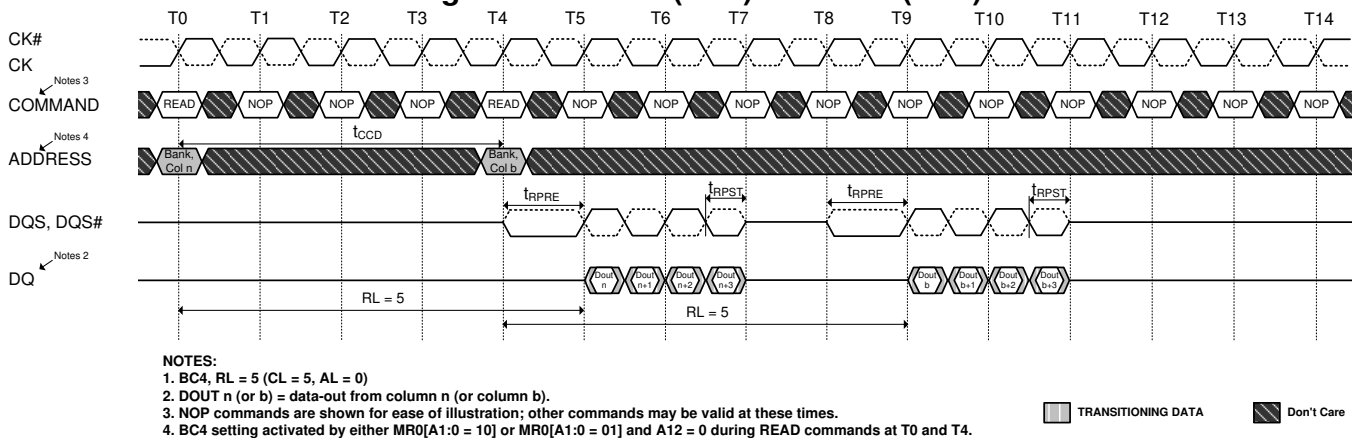 T0 T1 T2 T3 T4 T5 T6 T7 T8 T9 T10 T11 T12 T13 T14
CK#
CK
Notes 3
COMMAND READ NOP NOP NOP READ NOP NOP NOP NOP NOP NOP NOP NOP NOP NOP
tCCD
Notes 4
ADDRESS
Bank, Bank,
Col n Col b
tRPRE tRPST tRPRE tRPST
DQS, DQS#
Notes 2
DQ
Dout Dout Dout Dout Dout Dout Dout Dout
n n+1 n+2 n+3 b b+1 b+2 b+3
RL = 5
RL = 5
NOTES:
1. BC4, RL = 5 (CL = 5, AL = 0)
2. DOUT n (or b) = data-out from column n (or column b).
3. NOP commands are shown for ease of illustration; other commands may be valid at these times.
4. BC4 setting activated by either MR0[A1:0 = 10] or MR0[A1:0 = 01] and A12 = 0 during READ commands at T0 and T4.
TRANSITIONING DATA Don't Care